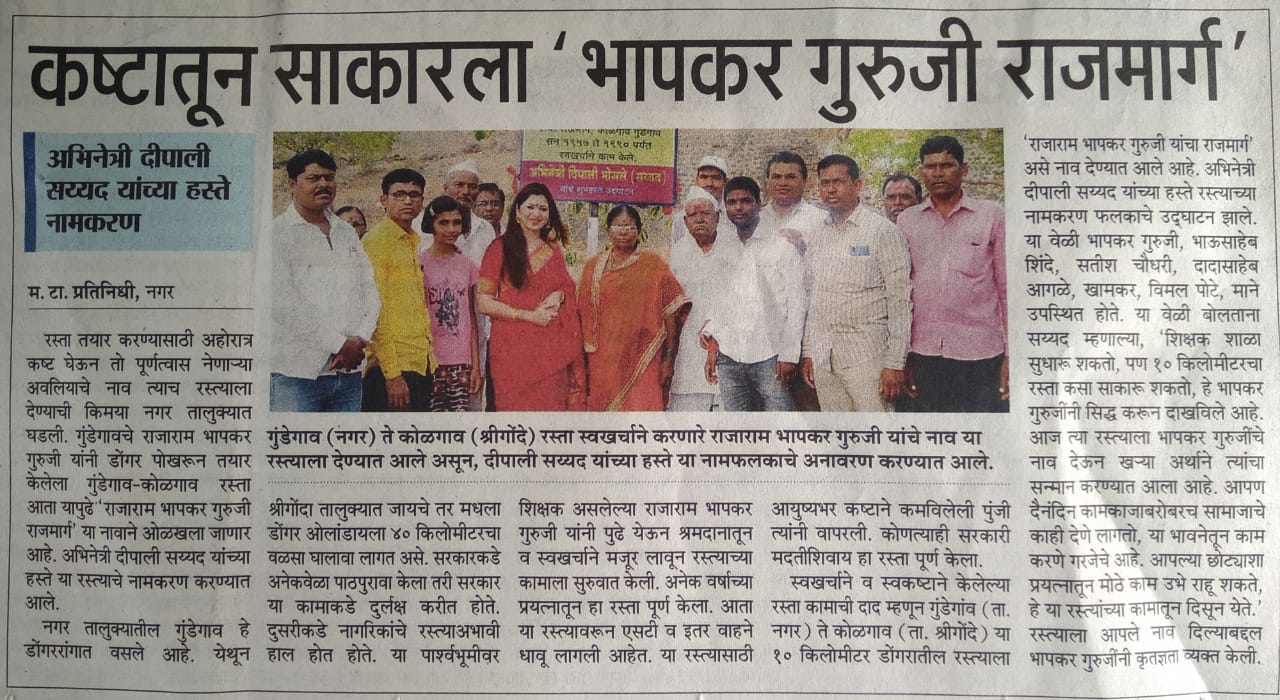 कष्टातून साकारला ‘भापकर गुरुजी राजमार्ग’
अभिनेत्री दीपाली
सय्यद यांच्या हस्ते
नामकरण
म. टा. प्रतिनिधी, नगर
रस्ता तयार करण्यासाठी अहोरात्र
कष्ट घेऊन तो पूर्णत्वास नेणाऱ्या
अवलियाचे नाव त्याच रस्त्याला
देण्याची किमया नगर तालुक्यात
घडली. गुंडेगावचे राजाराम भापकर
गुरुजी यांनी डोंगर पोखरून तयार
केलेला गुंडेगाव-कोळगाव रस्ता
आता यापुढे ‘राजाराम भापकर गुरुजी
राजमार्ग’ या नावाने ओळखला जाणार
आहे. अभिनेत्री दीपाली सय्यद यांच्या
हस्ते या रस्त्याचे नामकरण करण्यात
आले.
नगर तालुक्यातील गुंडेगाव हे
डोंगररांगात वसले आहे. येथून
राजमार्ग, कोळगाव गुंडेगाव
सन १९५७ ते १९९० पर्यंत
स्वखर्चाने काम केले.
अभिनेत्री दिपाली भोसले (सय्यद)
यांचे शुभहस्ते उद्घाटन
गुंडेगाव (नगर) ते कोळगाव (श्रीगोंदे) रस्ता स्वखर्चाने करणारे राजाराम भापकर गुरुजी यांचे नाव या
रस्त्याला देण्यात आले असून, दीपाली सय्यद यांच्या हस्ते या नामफलकाचे अनावरण करण्यात आले.
श्रीगोंदा तालुक्यात जायचे तर मधला
डोंगर ओलांडायला ४० किलोमीटरचा
वळसा घालावा लागत असे. सरकारकडे
अनेकवेळा पाठपुरावा केला तरी सरकार
या कामाकडे दुर्लक्ष करीत होते.
दुसरीकडे नागरिकांचे रस्त्याअभावी
हाल होत होते. या पार्श्वभूमीवर
शिक्षक असलेल्या राजाराम भापकर
गुरुजी यांनी पुढे येऊन श्रमदानातून
व स्वखर्चाने मजूर लावून रस्त्याच्या
कामाला सुरुवात केली. अनेक वर्षाच्या
प्रयत्नातून हा रस्ता पूर्ण केला. आता
या रस्त्यावरून एसटी व इतर वाहने
धावू लागली आहेत. या रस्त्यासाठी
आयुष्यभर कष्टाने कमविलेली पुंजी
त्यांनी वापरली. कोणत्याही सरकारी
मदतीशिवाय हा रस्ता पूर्ण केला.
स्वखर्चाने व स्वकष्टाने केलेल्या
रस्ता कामाची दाद म्हणून गुंडेगांव (ता.
नगर) ते कोळगाव (ता. श्रीगोंदे) या
१० किलोमीटर डोंगरातील रस्त्याला
‘राजाराम भापकर गुरुजी यांचा राजमार्ग’
असे नाव देण्यात आले आहे. अभिनेत्री
दीपाली सय्यद यांच्या हस्ते रस्त्याच्या
नामकरण फलकाचे उद्घाटन झाले.
या वेळी भापकर गुरुजी, भाऊसाहेब
शिंदे, सतीश चौधरी, दादासाहेब
आगळे, खामकर, विमल पोटे, माने
उपस्थित होते. या वेळी बोलताना
सय्यद म्हणाल्या, ‘शिक्षक शाळा
सुधारू शकतो, पण १० किलोमीटरचा
रस्ता कसा साकारू शकतो, हे भापकर
गुरुजींनी सिद्ध करून दाखविले आहे.
आज त्या रस्त्याला भापकर गुरुजींचे
नाव देऊन खऱ्या अर्थाने त्यांचा
सन्मान करण्यात आला आहे. आपण
दैनंदिन कामकाजाबरोबरच सामाजाचे
काही देणे लागतो, या भावनेतून काम
करणे गरजेचे आहे. आपल्या छोट्याशा
प्रयत्नातून मोठे काम उभे राहू शकते,
हे या रस्त्यांच्या कामातून दिसून येते.’
रस्त्याला आपले नाव दिल्याबद्दल
भापकर गुरुजींनी कृतज्ञता व्यक्त केली.